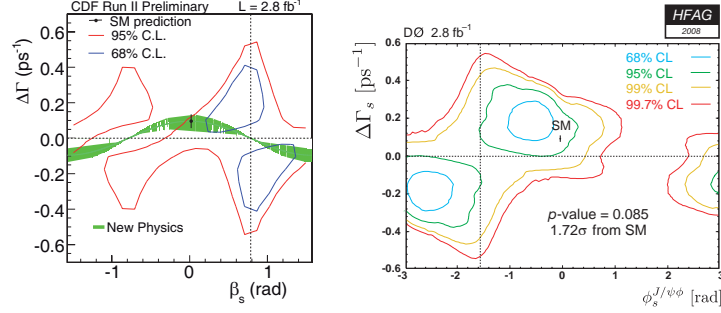 CDF Run II Preliminary L = 2.8 fb⁻¹
SM prediction
95% C.L.
68% C.L.
New Physics
ΔΓ (ps⁻¹)
0.6
0.4
0.2
0.0
-0.2
-0.4
-0.6
-1 0 1
βₛ (rad)
HFAG
2008
DØ 2.8 fb⁻¹
68% CL
95% CL
99% CL
99.7% CL
SM
p-value = 0.085
1.72σ from SM
ΔΓₛ [ps⁻¹]
0.6
0.4
0.2
0.0
-0.2
-0.4
-0.6
-3 -2 -1 0 1 2 3
ϕₛ^{J/ψϕ} [rad]